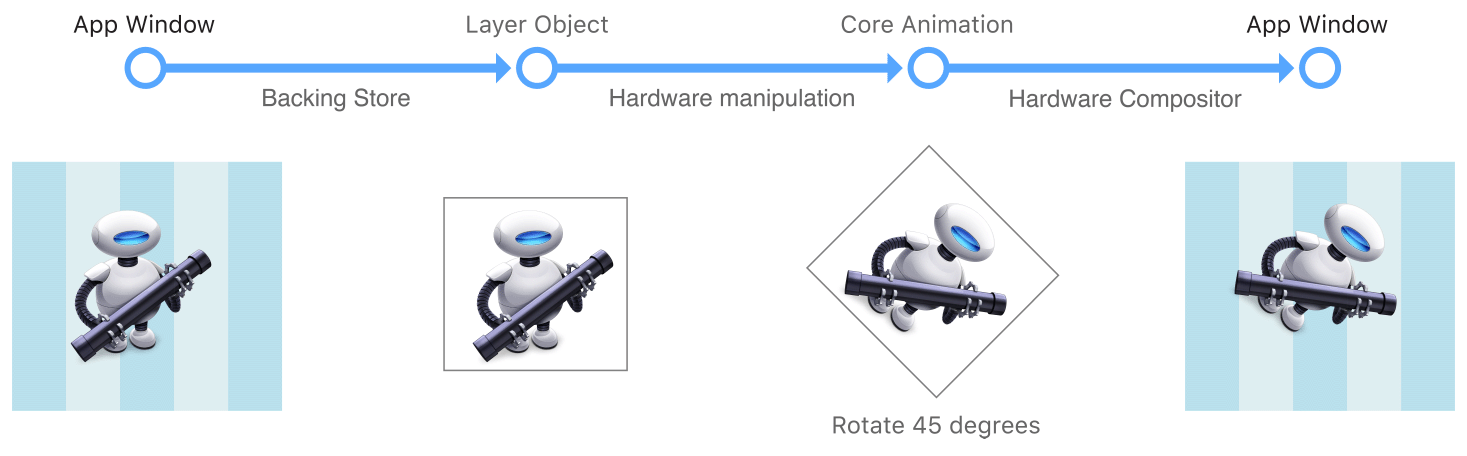 App Window
Layer Object
Core Animation
App Window
Backing Store
Hardware manipulation
Hardware Compositor
Rotate 45 degrees